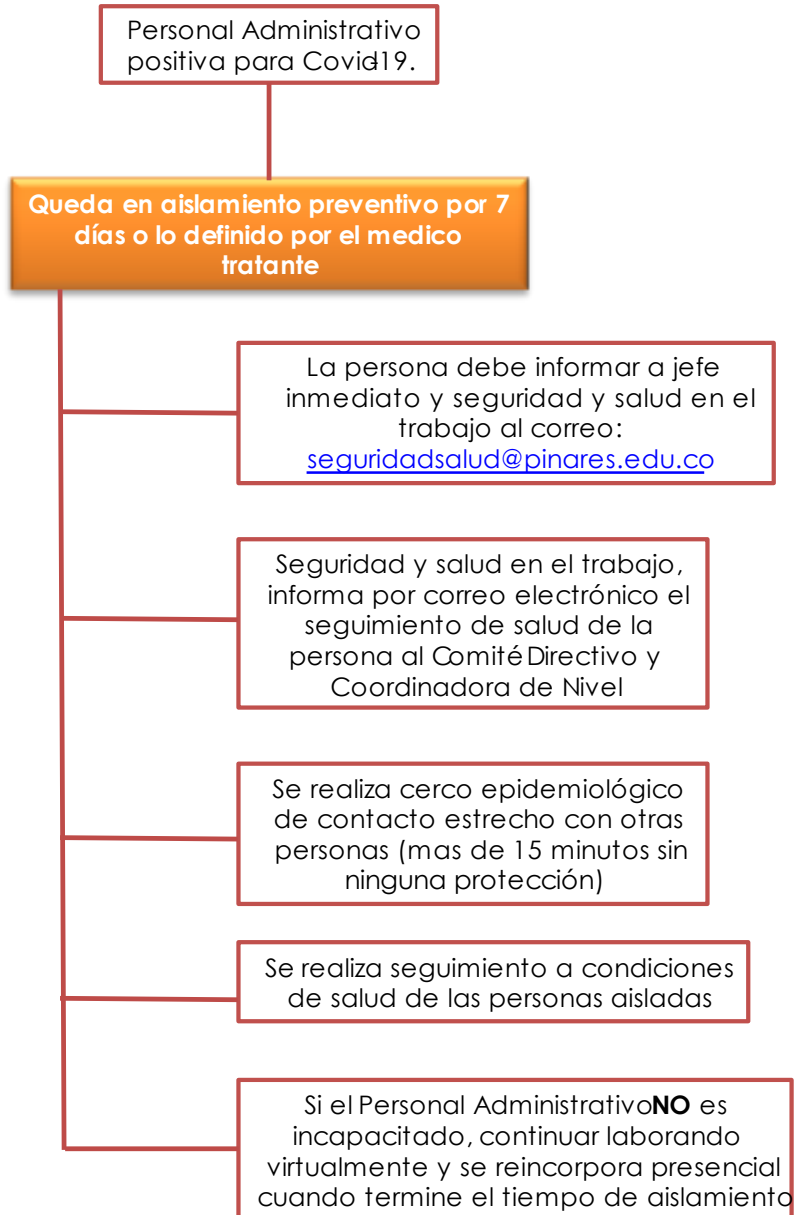 Personal Administrativo
positiva para Covid-19.
Queda en aislamiento preventivo por 7
días o lo definido por el medico
tratante
La persona debe informar a jefe
inmediato y seguridad y salud en el
trabajo al correo:
seguridadsalud@pinares.edu.co
Seguridad y salud en el trabajo,
informa por correo electrónico el
seguimiento de salud de la
persona al Comité Directivo y
Coordinadora de Nivel
Se realiza cerco epidemiológico
de contacto estrecho con otras
personas (mas de 15 minutos sin
ninguna protección)
Se realiza seguimiento a condiciones
de salud de las personas aisladas
Si el Personal Administrativo NO es
incapacitado, continuar laborando
virtualmente y se reincorpora presencial
cuando termine el tiempo de aislamiento